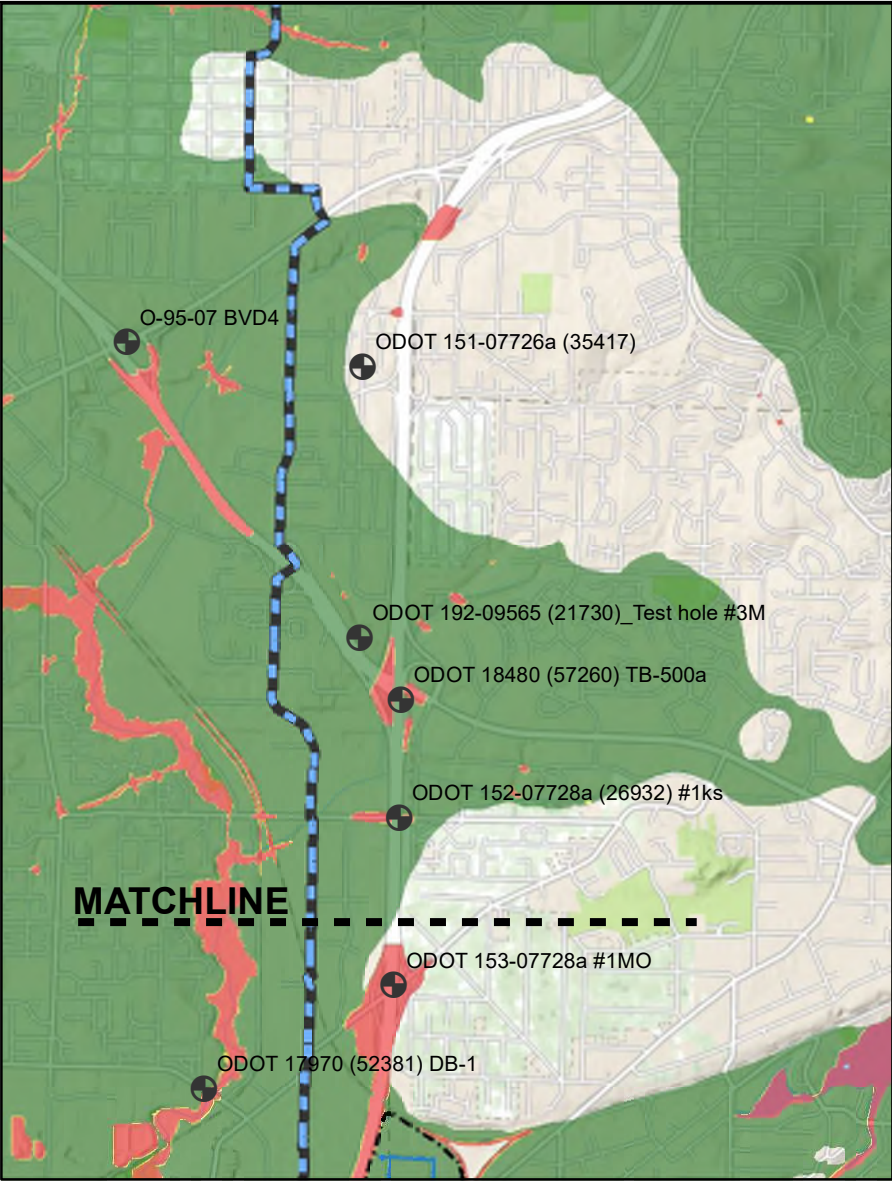 O-95-07 BVD4
ODOT 151-07726a (35417)
ODOT 192-09565 (21730)_Test hole #3M
ODOT 18480 (57260) TB-500a
ODOT 152-07728a (26932) #1ks
MATCHLINE
ODOT 153-07728a #1MO
ODOT 17970 (52381) DB-1